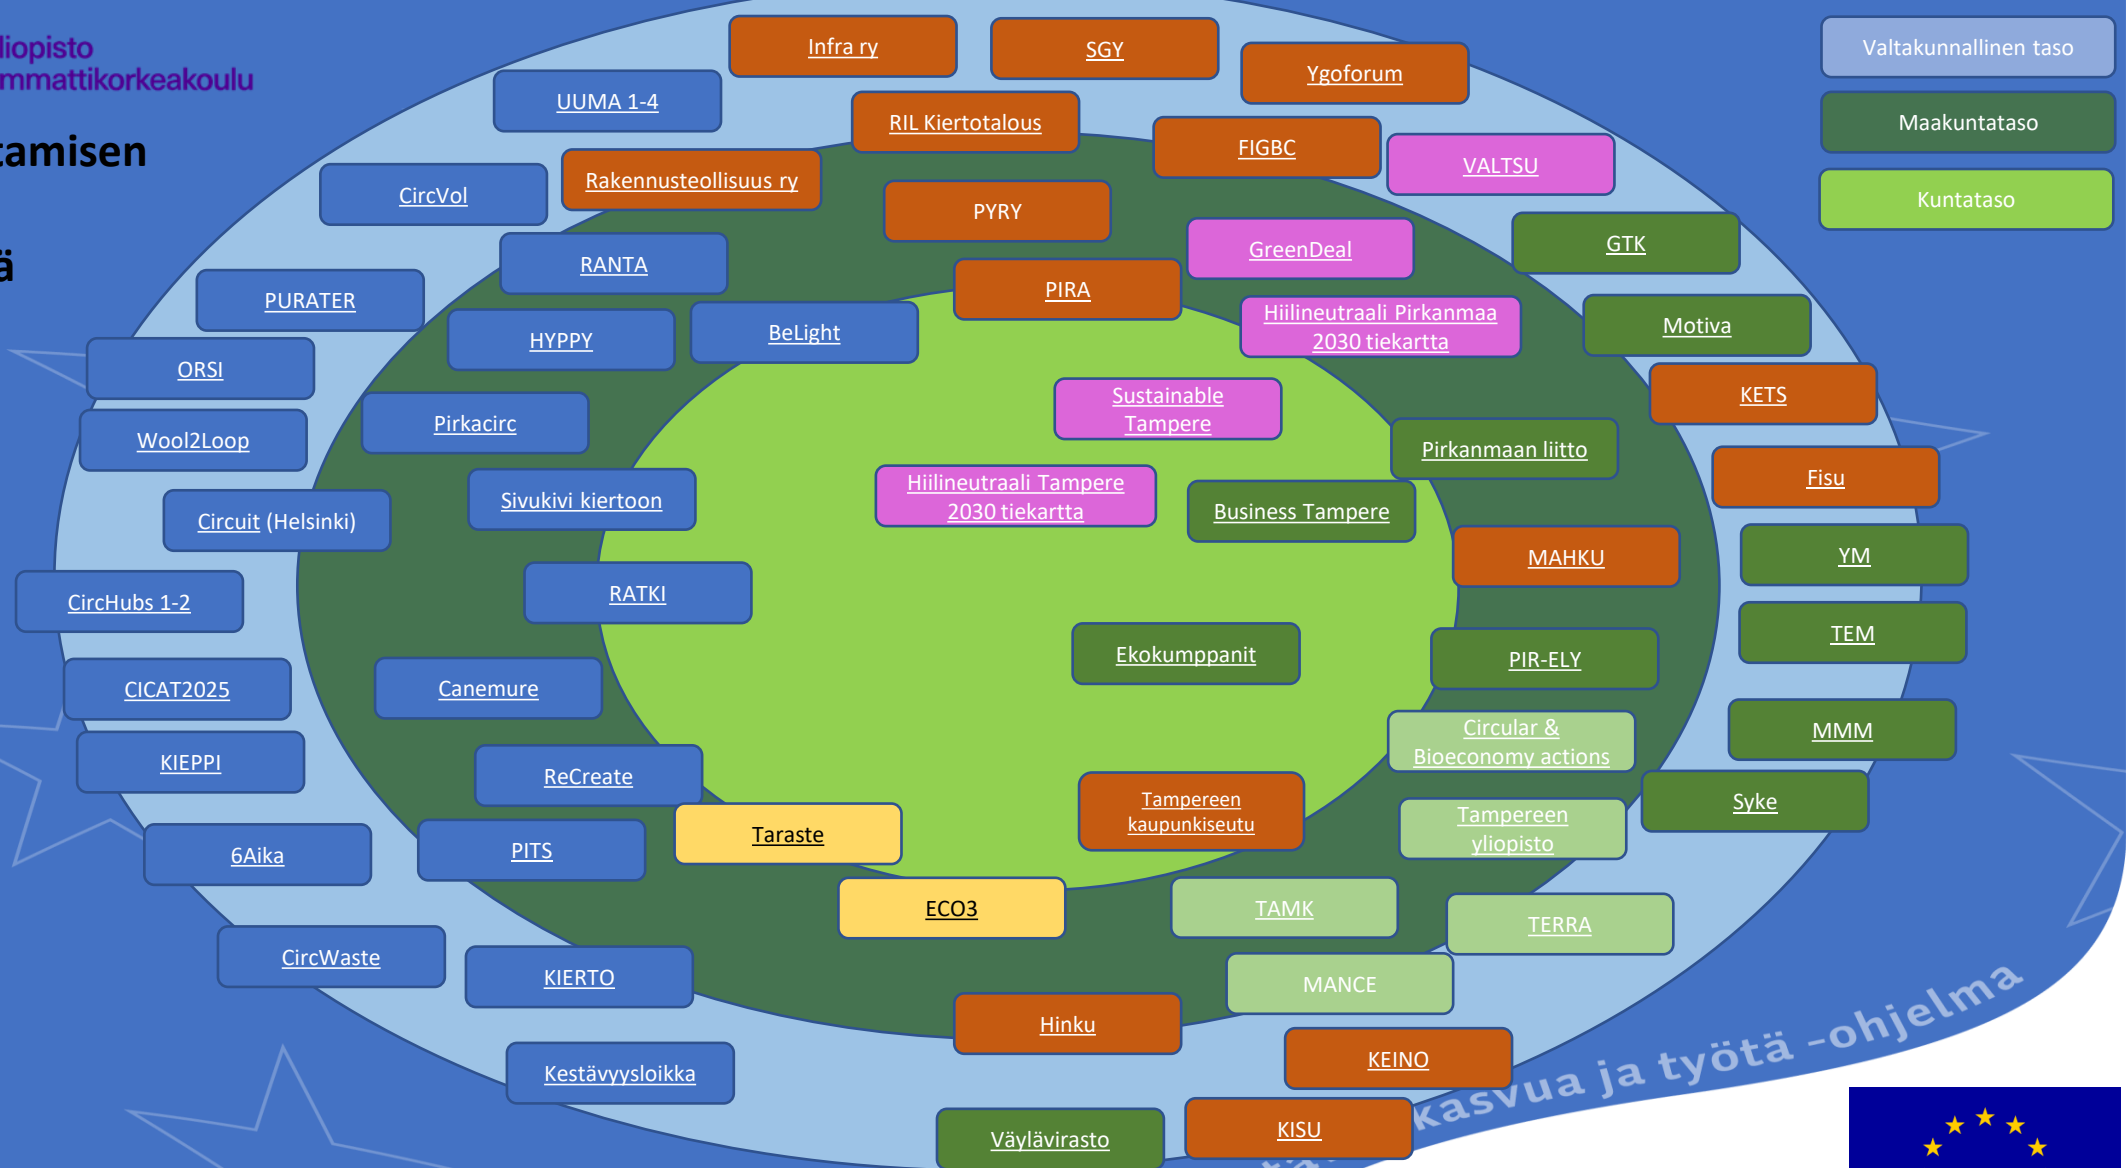 Infra ry
SGY
Ygoforum
Valtakunnallinen taso
UUMA 1-4
RIL Kiertotalous
FIGBC
VALTSU
Maakuntataso
CircVol
Rakennusteollisuus ry
PYRY
Kuntataso
RANTA
GreenDeal
GTK
PURATER
PIRA
HYPPY
BeLight
Hiilineutraali Pirkanmaa
2030 tiekartta
Motiva
ORSI
Sustainable
Tampere
KETS
Wool2Loop
Pirkacirc
Pirkanmaan liitto
Fisu
Circuit (Helsinki)
Sivukivi kiertoon
Hiilineutraali Tampere
2030 tiekartta
Business Tampere
MAHKU
YM
CircHubs 1-2
RATKI
TEM
Ekokumppanit
PIR-ELY
CICAT2025
Canemure
Circular &
Bioeconomy actions
MMM
KIEPPI
ReCreate
Tampereen
kaupunkiseutu
Tampereen
yliopisto
Syke
6Aika
PITS
Taraste
ECO3
TAMK
TERRA
CircWaste
KIERTO
MANCE
Hinku
KEINO
Kestävyysloikka
Väylävirasto
KISU
kasvua ja työtä -ohjelma